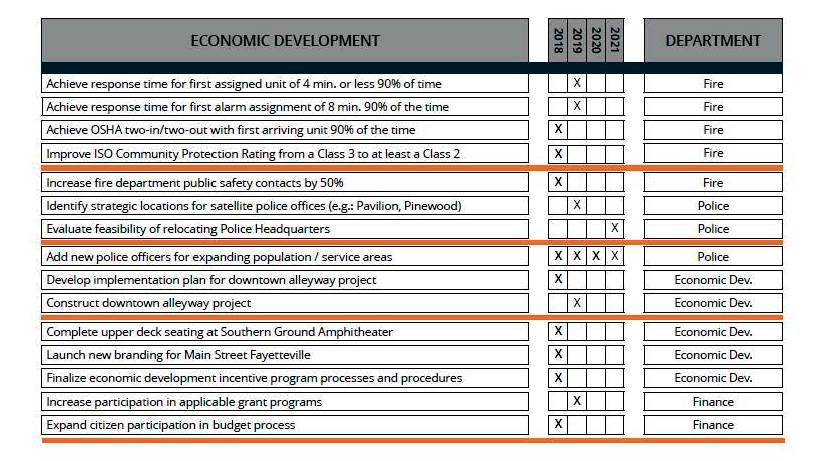 ECONOMIC DEVELOPMENT 2018 2019 2020 2021 DEPARTMENT
Achieve response time for first assigned unit of 4 min. or less 90% of time X Fire
Achieve response time for first alarm assignment of 8 min. 90% of the time X Fire
Achieve OSHA two-in/two-out with first arriving unit 90% of the time X Fire
Improve ISO Community Protection Rating from a Class 3 to at least a Class 2 X Fire
Increase fire department public safety contacts by 50% X Fire
Identify strategic locations for satellite police offices (e.g.: Pavilion, Pinewood) X Police
Evaluate feasibility of relocating Police Headquarters X Police
Add new police officers for expanding population / service areas X X X X Police
Develop implementation plan for downtown alleyway project X Economic Dev.
Construct downtown alleyway project X Economic Dev.
Complete upper deck seating at Southern Ground Amphitheater X Economic Dev.
Launch new branding for Main Street Fayetteville X Economic Dev.
Finalize economic development incentive program processes and procedures X Economic Dev.
Increase participation in applicable grant programs X Finance
Expand citizen participation in budget process X Finance